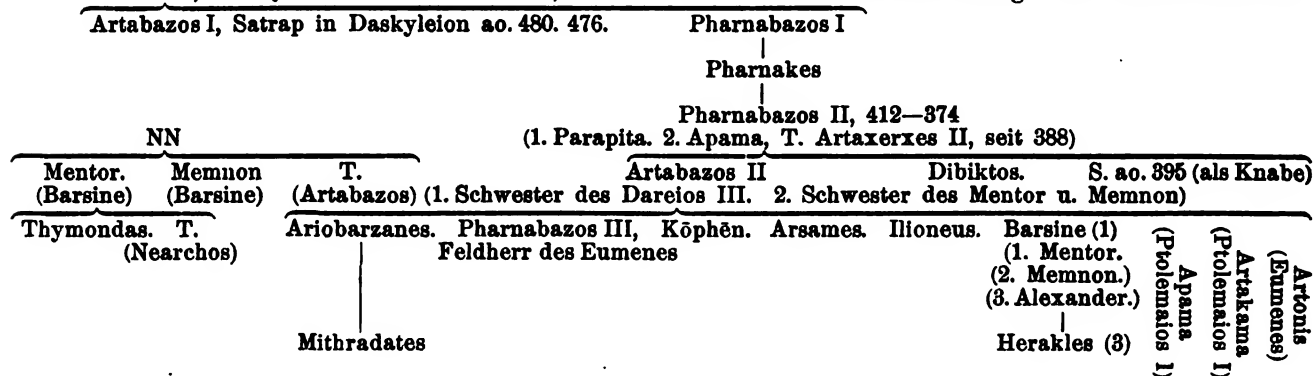 Artabazos I, Satrap in Daskyleion ao. 480. 476. Pharnabazos I
Pharnakes
Pharnabazos II, 412—374
NN (1. Parapita. 2. Apama, T. Artaxerxes II, seit 388)
Mentor. Memnon T. Artabazos II Dibiktos. S. ao. 395 (als Knabe)
(Barsine) (Barsine) (Artabazos) (1. Schwester des Dareios III. 2. Schwester des Mentor u. Memnon)
Thymondas. T. Ariobarzanes. Pharnabazos III, Kōphēn. Arsames. Ilioneus. Barsine (1)
(Nearchos) Feldherr des Eumenes (1. Mentor.
(2. Memnon.)
(3. Alexander.)
Mithradates Herakles (3)
Apama
(Ptolemaios I)
Artakama
(Ptolemaios I)
Artonis
(Eumenes)